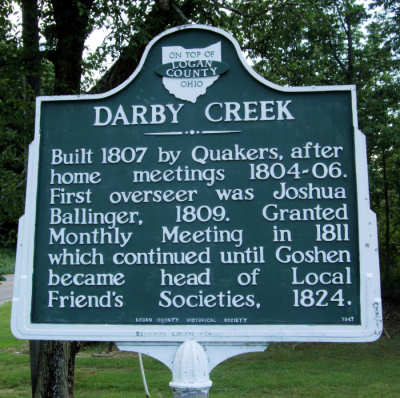 ON TOP OF
LOGAN
COUNTY
OHIO
DARBY CREEK
Built 1807 by Quakers, after
home meetings 1804-06.
First overseer was Joshua
Ballinger, 1809. Granted
Monthly Meeting in 1811
which continued until Goshen
became head of Local
Friend's Societies, 1824.
LOGAN COUNTY HISTORICAL SOCIETY 1967